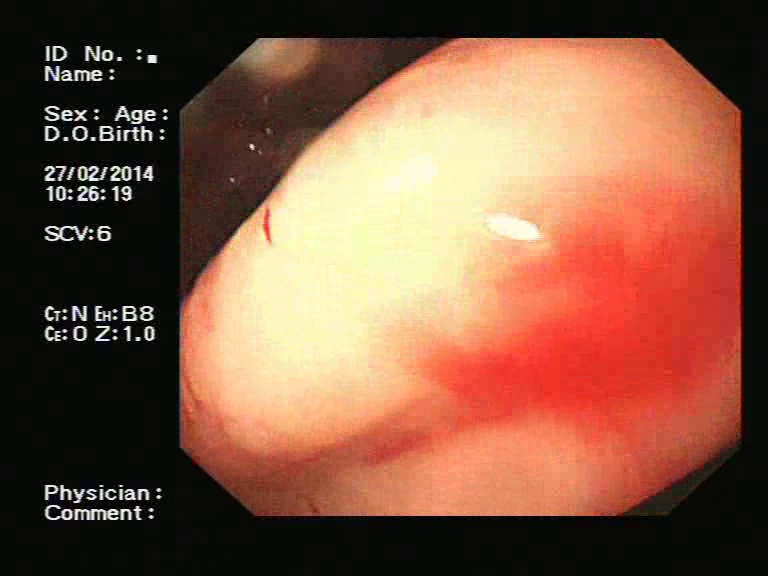 ID No. :
Name:
Sex: Age:
D.O.Birth:
27/02/2014
10:26:19
SCV:6
CT:N EH:B8
CE:0 Z:1.0
Physician:
Comment: